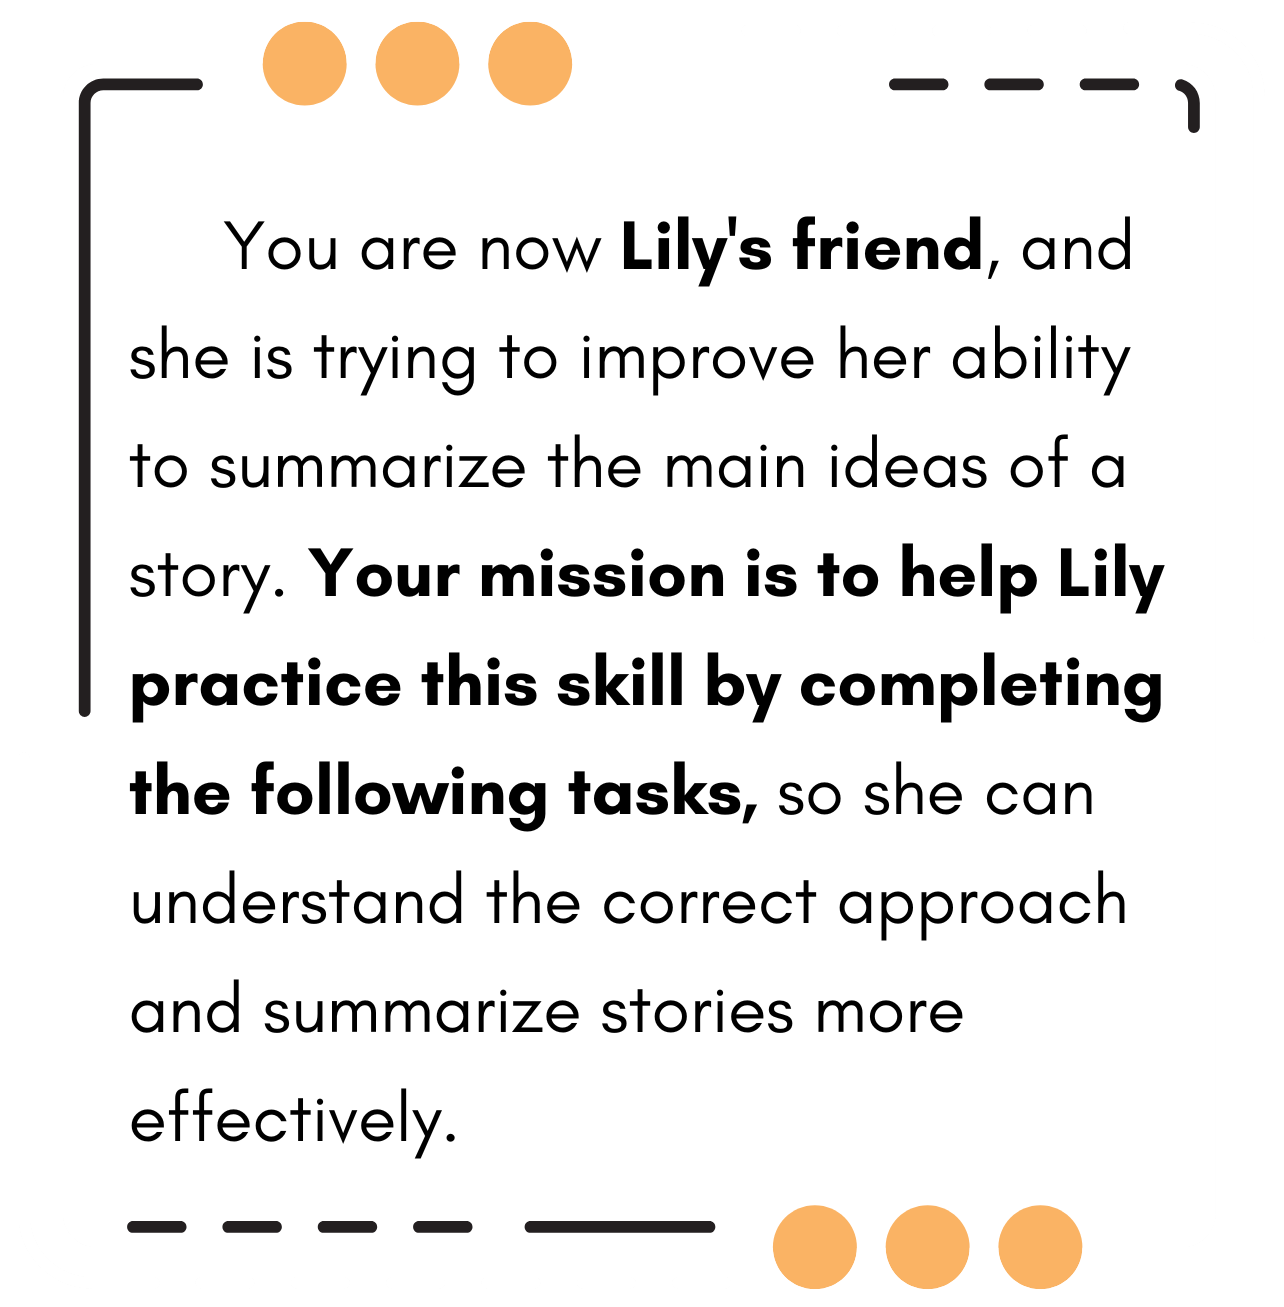 You are now Lily's friend, and
she is trying to improve her ability
to summarize the main ideas of a
story. Your mission is to help Lily
practice this skill by completing
the following tasks, so she can
understand the correct approach
and summarize stories more
effectively.